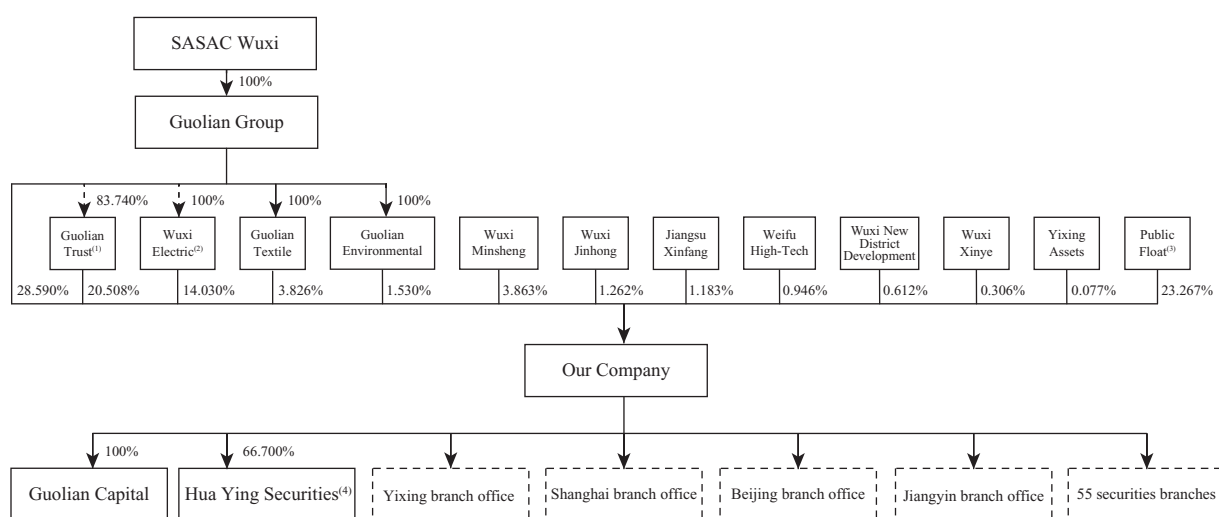 SASAC Wuxi
100%
Guolian Group
83.740%
100%
100%
100%
Guolian
Trust(1)
Wuxi
Electric(2)
Guolian
Textile
Guolian
Environmental
Wuxi
Minsheng
Wuxi
Jinhong
Jiangsu
Xinfang
Weifu
High-Tech
Wuxi New
District
Development
Wuxi
Xinye
Yixing
Assets
Public
Float(3)
28.590%
20.508%
14.030%
3.826%
1.530%
3.863%
1.262%
1.183%
0.946%
0.612%
0.306%
0.077%
23.267%
Our Company
100%
66.700%
Guolian Capital
Hua Ying Securities(4)
Yixing branch office
Shanghai branch office
Beijing branch office
Jiangyin branch office
55 securities branches